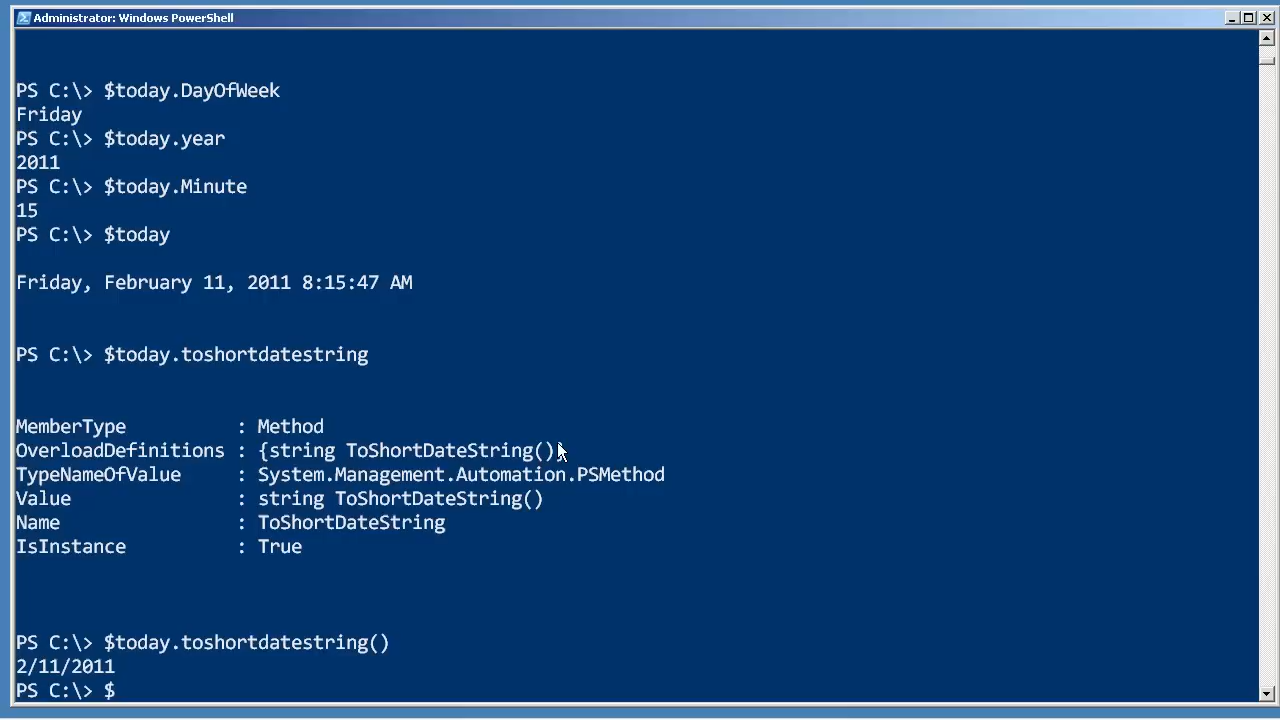 Administrator: Windows PowerShell
PS C:\> $today.DayOfWeek
Friday
PS C:\> $today.year
2011
PS C:\> $today.Minute
15
PS C:\> $today
Friday, February 11, 2011 8:15:47 AM
PS C:\> $today.toshortdatestring
MemberType          : Method
OverloadDefinitions : {string ToShortDateString()}
TypeNameOfValue     : System.Management.Automation.PSMethod
Value               : string ToShortDateString()
Name                : ToShortDateString
IsInstance          : True
PS C:\> $today.toshortdatestring()
2/11/2011
PS C:\> $